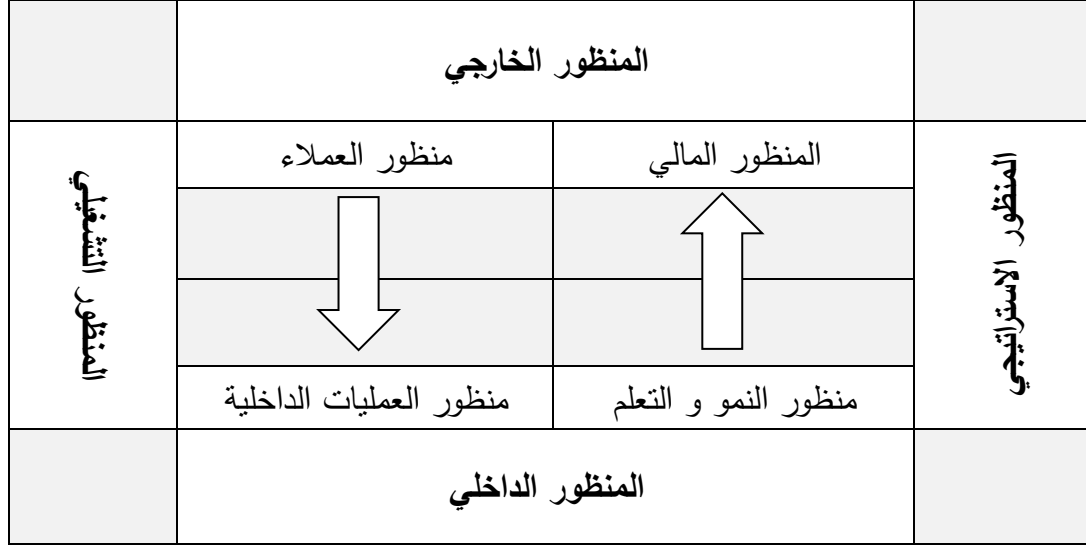 المنظور الخارجي
المنظور الاستراتيجي
المنظور المالي
منظور العملاء
المنظور التشغيلي
منظور النمو و التعلم
منظور العمليات الداخلية
المنظور الداخلي